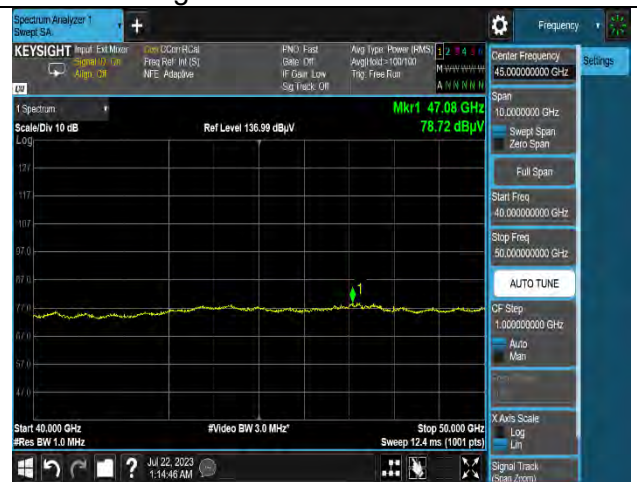 Spectrum Analyzer 1
Swept SA
+
Frequency
KEYSIGHT
Input: Ext Mixer
Signal ID: On
Align: Off
Corr CCorr RCal
Freq Ref: Int (S)
NFE: Adaptive
PNO: Fast
Gate: Off
IF Gain: Low
Sig Track: Off
Avg Type: Power (RMS)
Avg|Hold:>100/100
Trig: Free Run
1 2 3 4 5 6
M W W W W W
A N N N N N
Center Frequency
45.000000000 GHz
Settings
Span
10.0000000 GHz
Swept Span
Zero Span
Full Span
Start Freq
40.000000000 GHz
Stop Freq
50.000000000 GHz
AUTO TUNE
CF Step
1.000000000 GHz
Auto
Man
X Axis Scale
Log
Lin
Signal Track
(Span Zoom)
1 Spectrum
Scale/Div 10 dB
Ref Level 136.99 dBµV
Mkr1 47.08 GHz
78.72 dBµV
Log
127
117
107
97.0
87.0
77.0
67.0
57.0
47.0
1
Start 40.000 GHz
#Video BW 3.0 MHz*
Stop 50.000 GHz
#Res BW 1.0 MHz
Sweep 12.4 ms (1001 pts)
?
Jul 22, 2023
1:14:46 AM